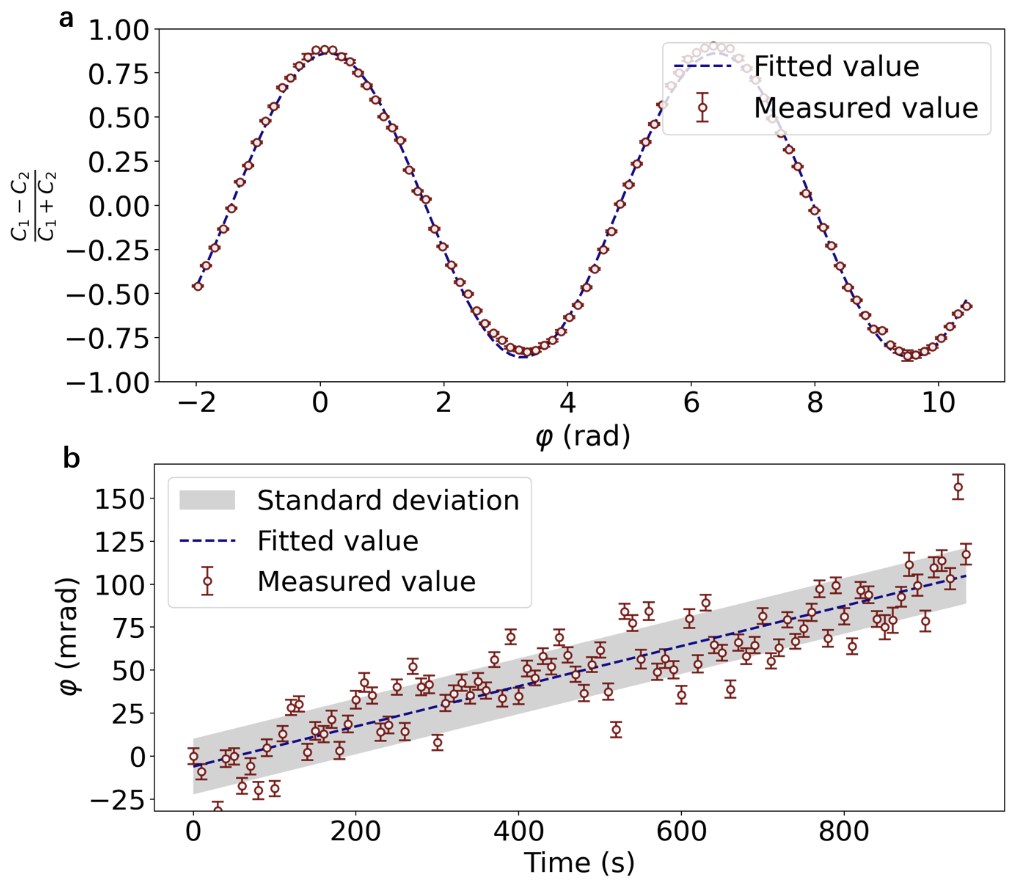 a
1.00
0.75
0.50
0.25
0.00
−0.25
−0.50
−0.75
−1.00
C₁ − C₂
C₁ + C₂
Fitted value
Measured value
−2 0 2 4 6 8 10
φ (rad)
b
150
125
100
75
50
25
0
−25
φ (mrad)
Standard deviation
Fitted value
Measured value
0 200 400 600 800
Time (s)